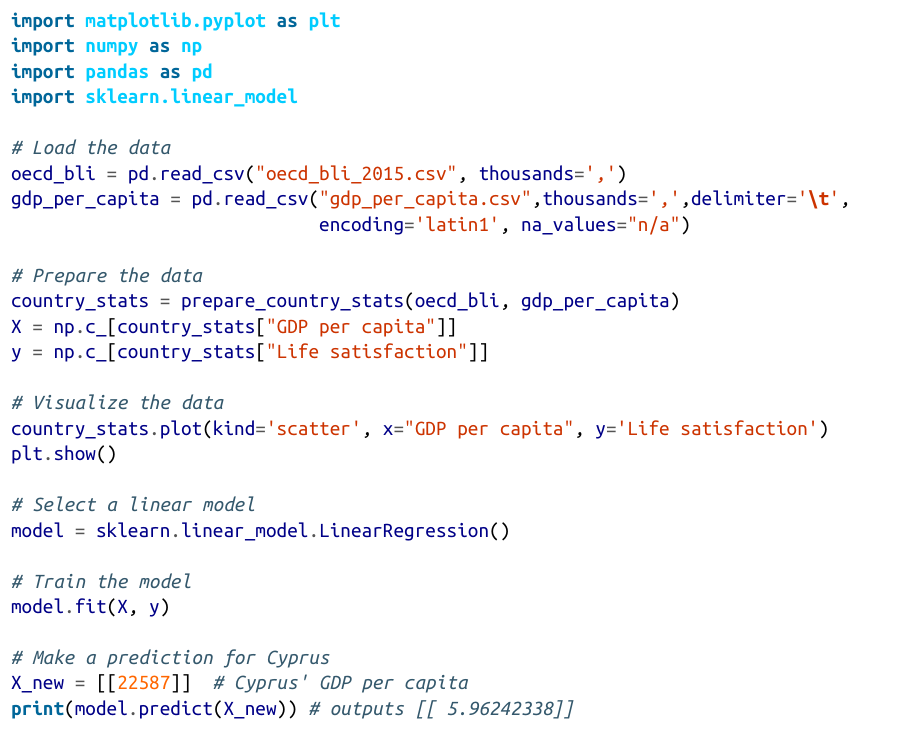 import matplotlib.pyplot as plt
import numpy as np
import pandas as pd
import sklearn.linear_model

# Load the data
oecd_bli = pd.read_csv("oecd_bli_2015.csv", thousands=',')
gdp_per_capita = pd.read_csv("gdp_per_capita.csv",thousands=',',delimiter='\t',
                             encoding='latin1', na_values="n/a")

# Prepare the data
country_stats = prepare_country_stats(oecd_bli, gdp_per_capita)
X = np.c_[country_stats["GDP per capita"]]
y = np.c_[country_stats["Life satisfaction"]]

# Visualize the data
country_stats.plot(kind='scatter', x="GDP per capita", y='Life satisfaction')
plt.show()

# Select a linear model
model = sklearn.linear_model.LinearRegression()

# Train the model
model.fit(X, y)

# Make a prediction for Cyprus
X_new = [[22587]]  # Cyprus' GDP per capita
print(model.predict(X_new)) # outputs [[ 5.96242338]]